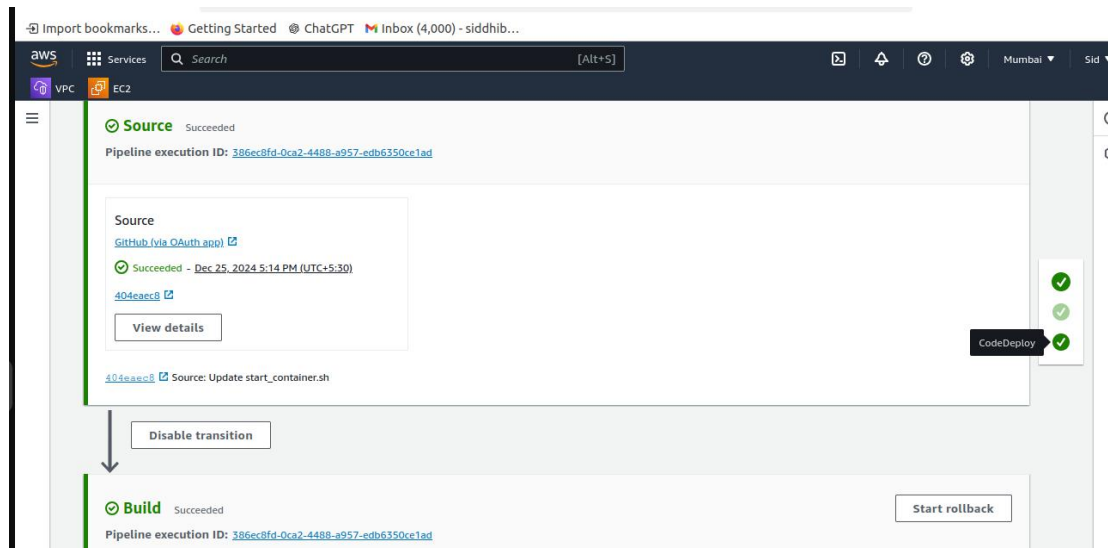 Import bookmarks... Getting Started ChatGPT Inbox (4,000) - siddhib...
aws Services Search [Alt+S] Mumbai Sid
VPC EC2
Source Succeeded
Pipeline execution ID: 386ec8fd-0ca2-4488-a957-edb6350ce1ad
Source
GitHub (via OAuth app)
Succeeded - Dec 25, 2024 5:14 PM (UTC+5:30)
404eaec8
View details
CodeDeploy
404eaec8 Source: Update start_container.sh
Disable transition
Build Succeeded
Start rollback
Pipeline execution ID: 386ec8fd-0ca2-4488-a957-edb6350ce1ad